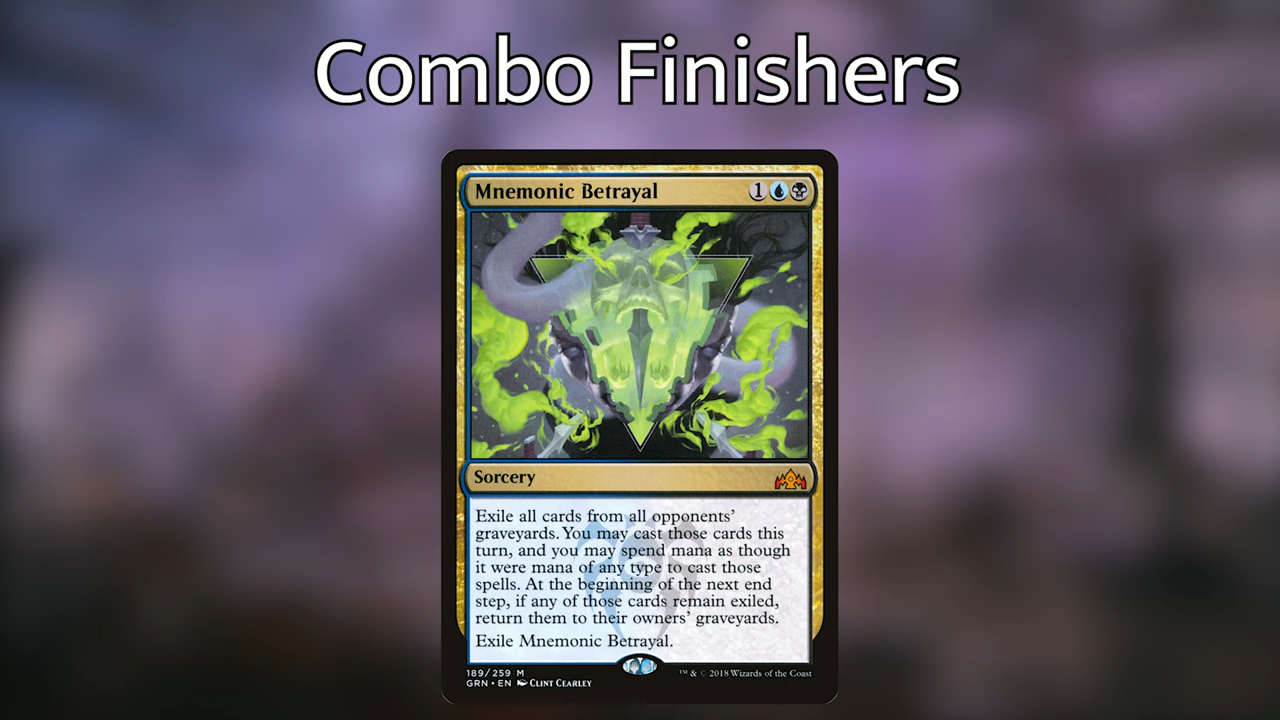 Combo Finishers
Mnemonic Betrayal 1
Sorcery
Exile all cards from all opponents'
graveyards. You may cast those cards this
turn, and you may spend mana as though
it were mana of any type to cast those
spells. At the beginning of the next end
step, if any of those cards remain exiled,
return them to their owners' graveyards.
Exile Mnemonic Betrayal.
189/259 M
GRN • EN Clint Cearley
™ & © 2018 Wizards of the Coast